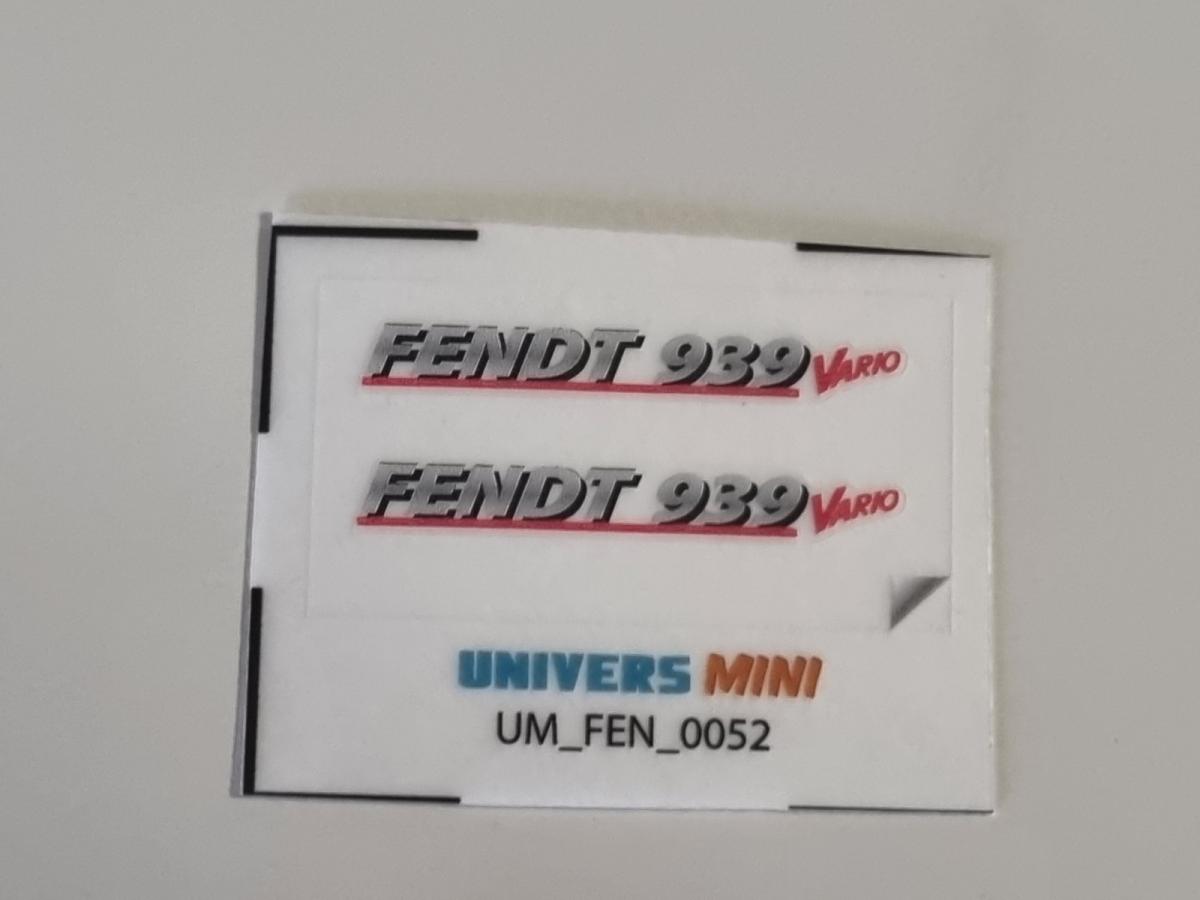 FENDT 939 VARIO
FENDT 939 VARIO
UNIVERS MINI
UM_FEN_0052